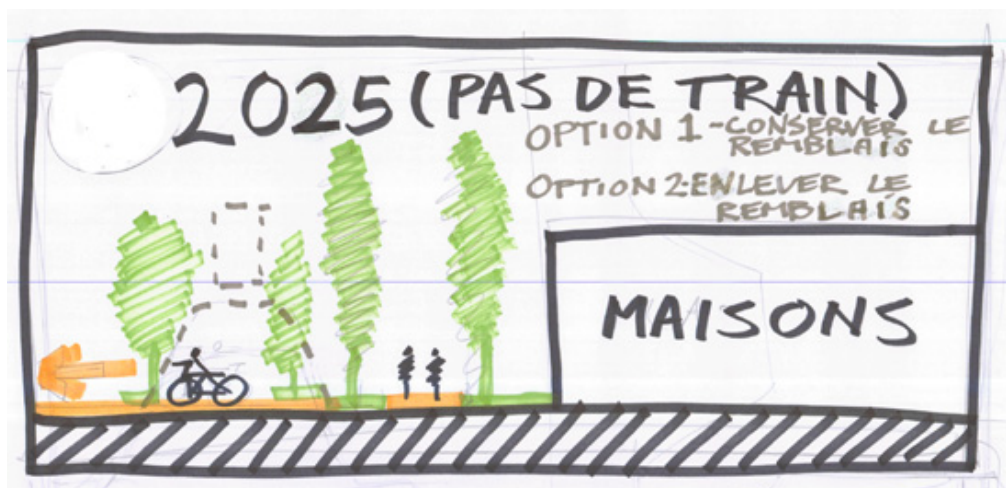 2025 (PAS DE TRAIN)
OPTION 1-CONSERVER LE
REMBLAIS
OPTION 2:ENLEVER LE
REMBLAIS
MAISONS